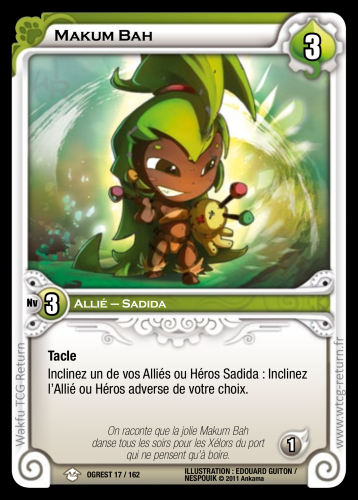 Makum Bah
3
Nv 3 Allié – Sadida
Tacle
Inclinez un de vos Alliés ou Héros Sadida : Inclinez
l'Allié ou Héros adverse de votre choix.
On raconte que la jolie Makum Bah
danse tous les soirs pour les Xélors du port
qui ne pensent qu'à boire.
1
OGREST 17 / 162
ILLUSTRATION : EDOUARD GUITON /
NESPOUIK © 2011 Ankama
Wakfu TCG Return
www.wtcg-return.fr